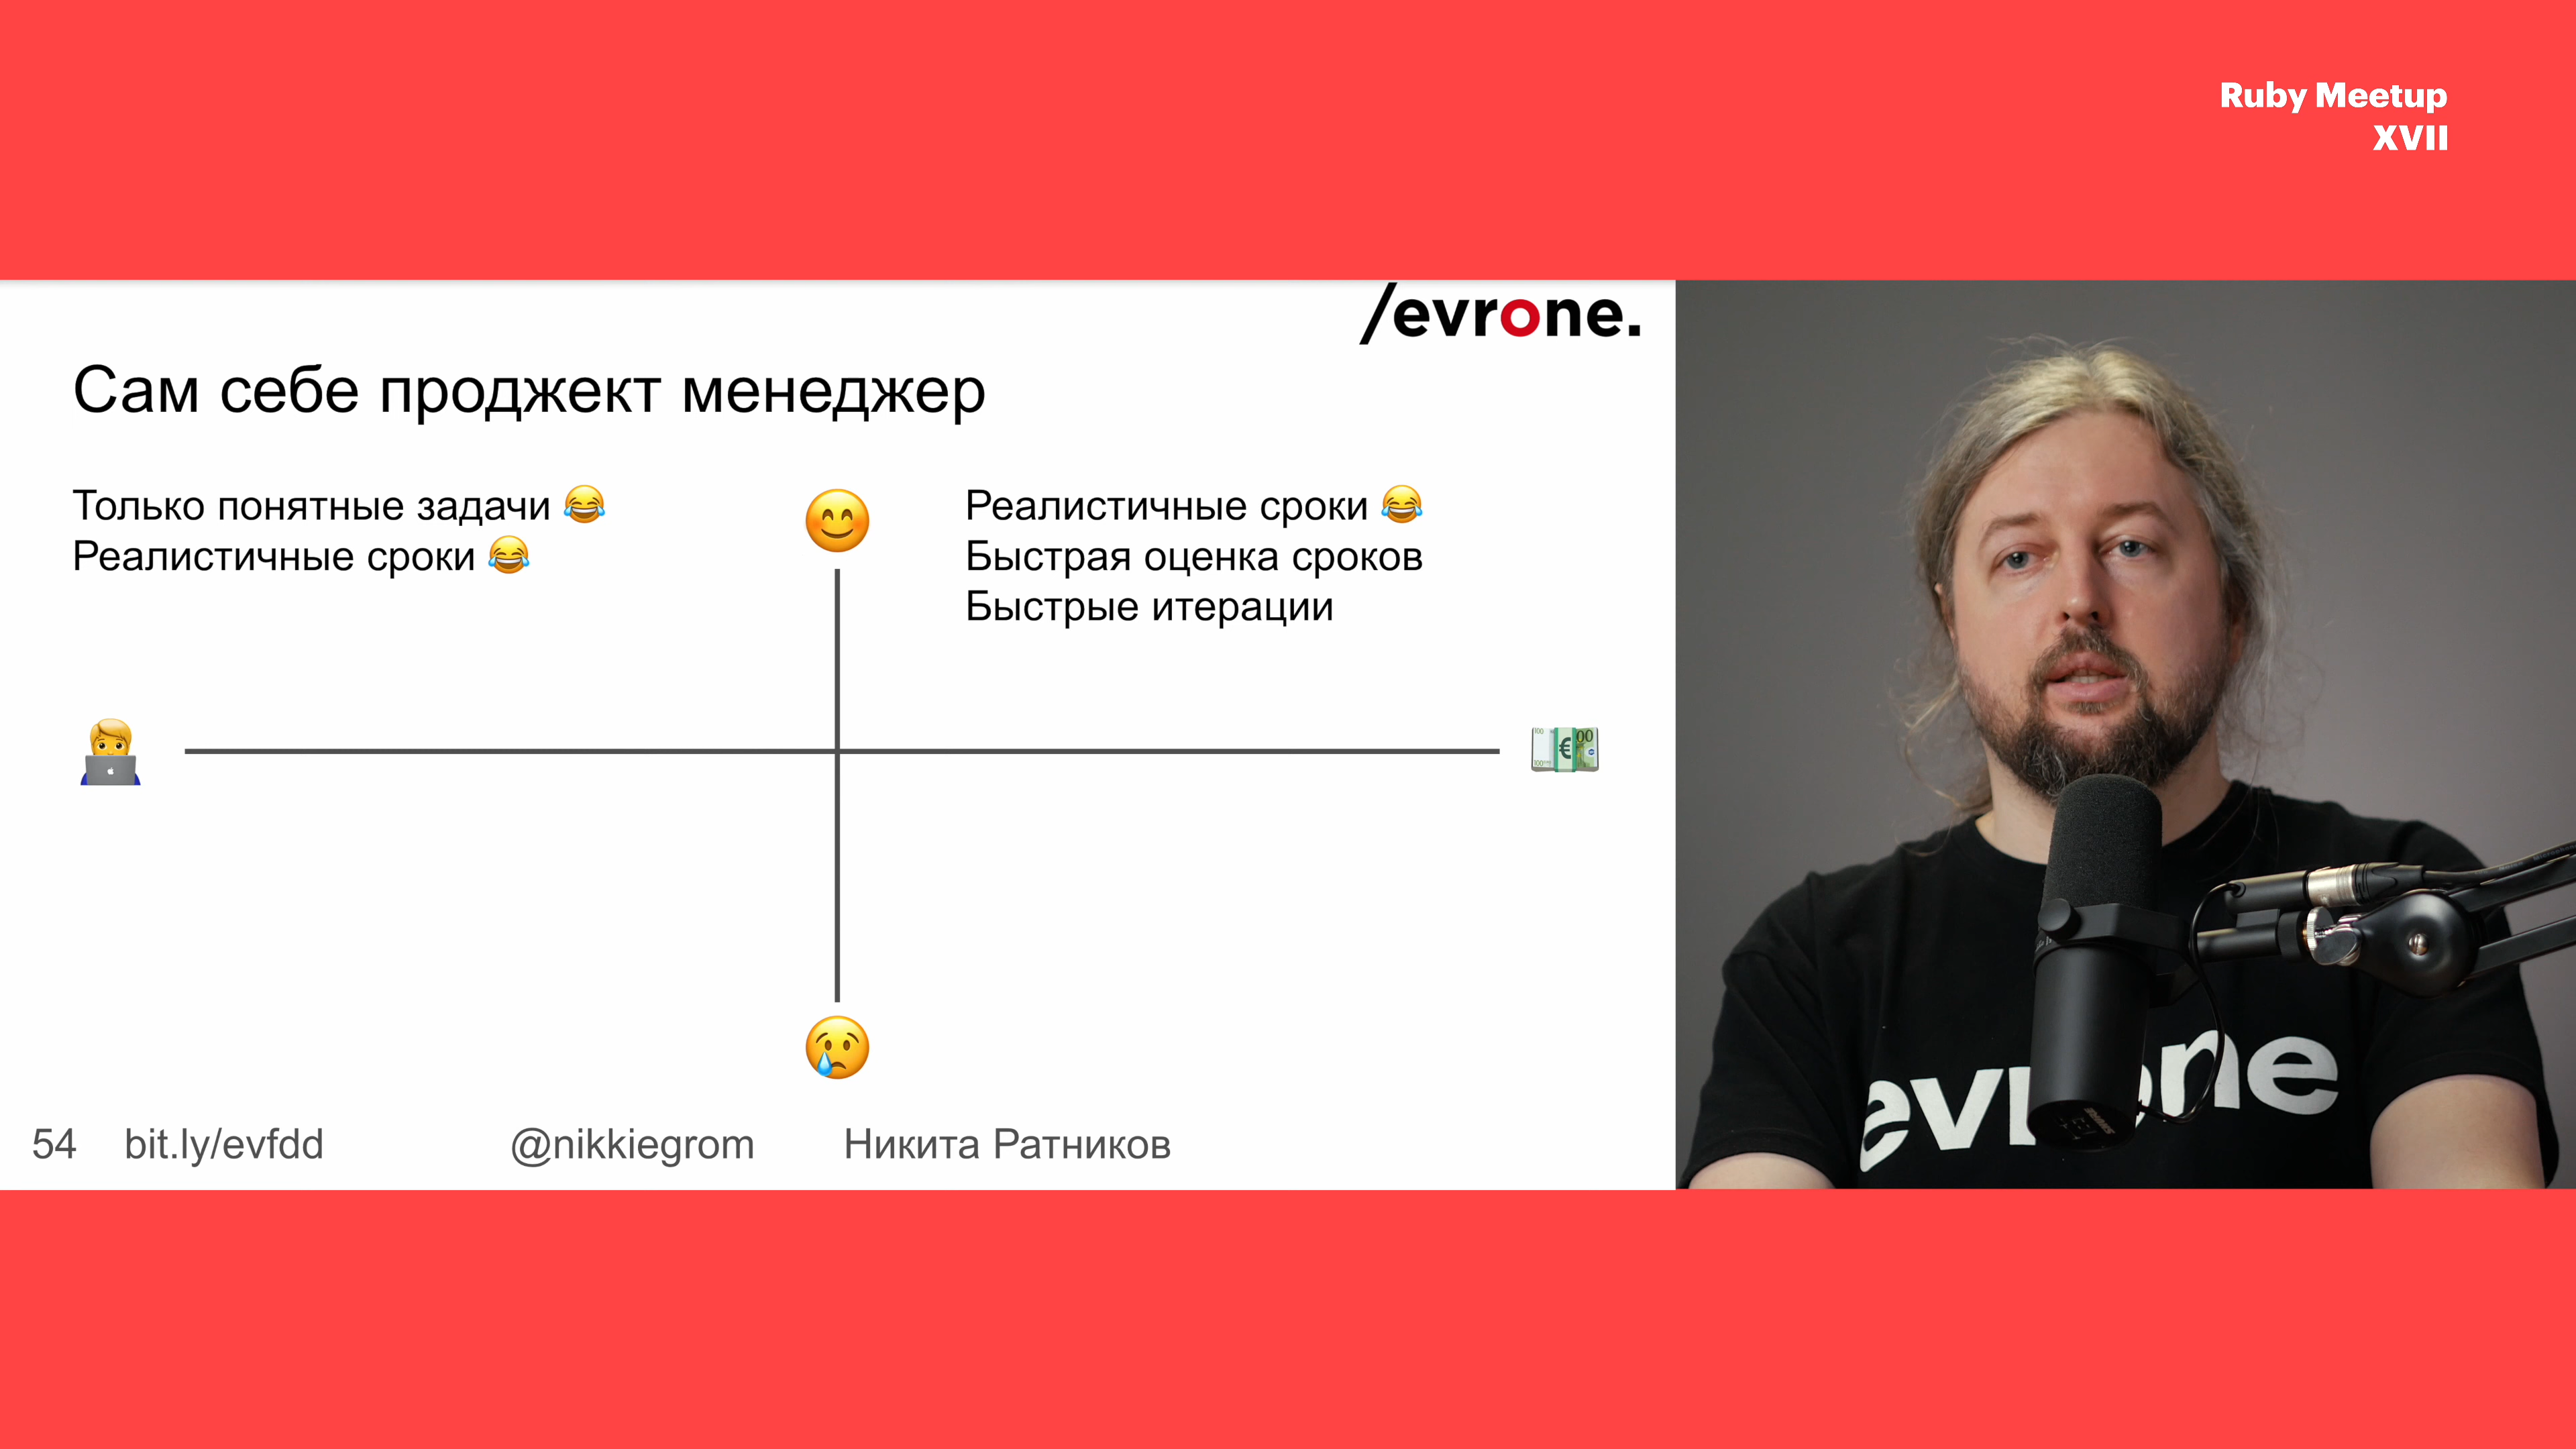 Ruby Meetup
XVII
/evrone.
Сам себе проджект менеджер
Только понятные задачи 😂
Реалистичные сроки 😂
Реалистичные сроки 😂
Быстрая оценка сроков
Быстрые итерации
54 bit.ly/evfdd @nikkiegrom Никита Ратников